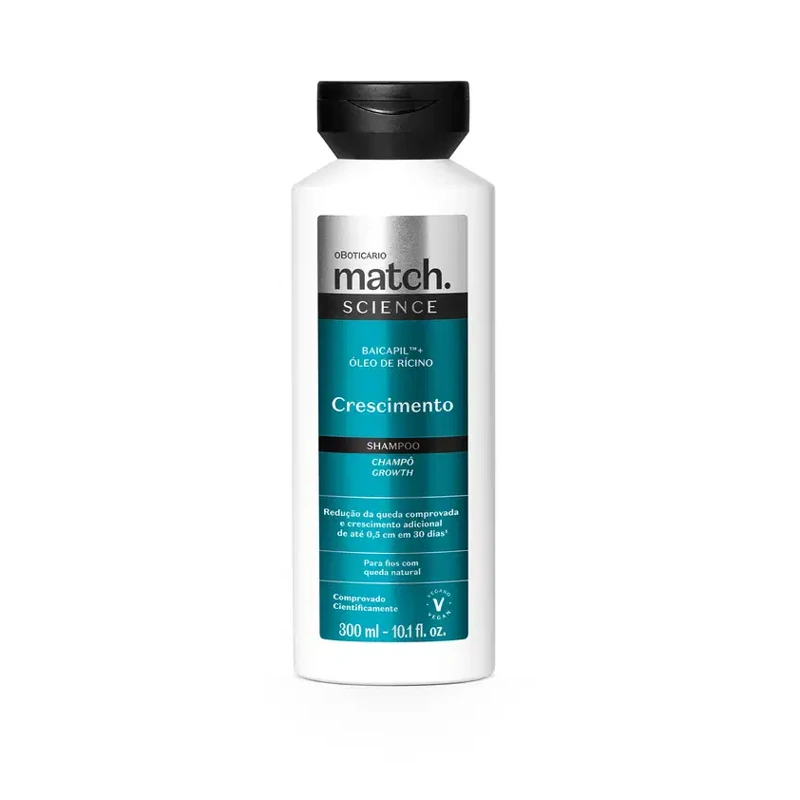 oBOTICARIO
match.
SCIENCE
BAICAPIL™+
ÓLEO DE RÍCINO
Crescimento
SHAMPOO
CHAMPÔ
GROWTH
Redução da queda comprovada
e crescimento adicional
de até 0,5 cm em 30 dias¹
Para fios com
queda natural
Comprovado
Cientificamente
VEGANO
V
VEGAN
300 ml - 10.1 fl. oz.